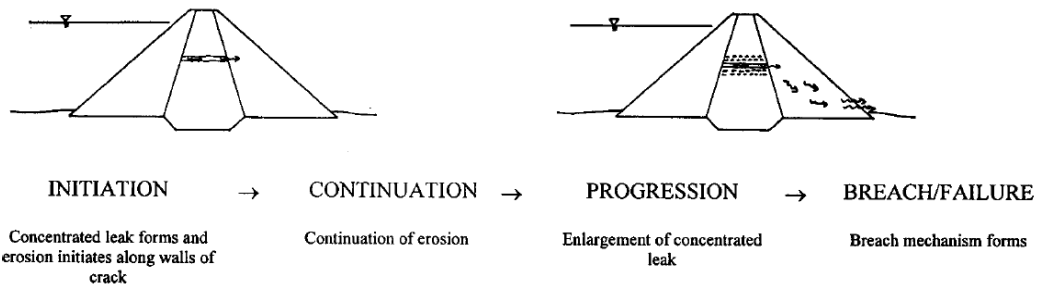 INITIATION → CONTINUATION → PROGRESSION → BREACH/FAILURE
Concentrated leak forms and
erosion initiates along walls of
crack
Continuation of erosion
Enlargement of concentrated
leak
Breach mechanism forms